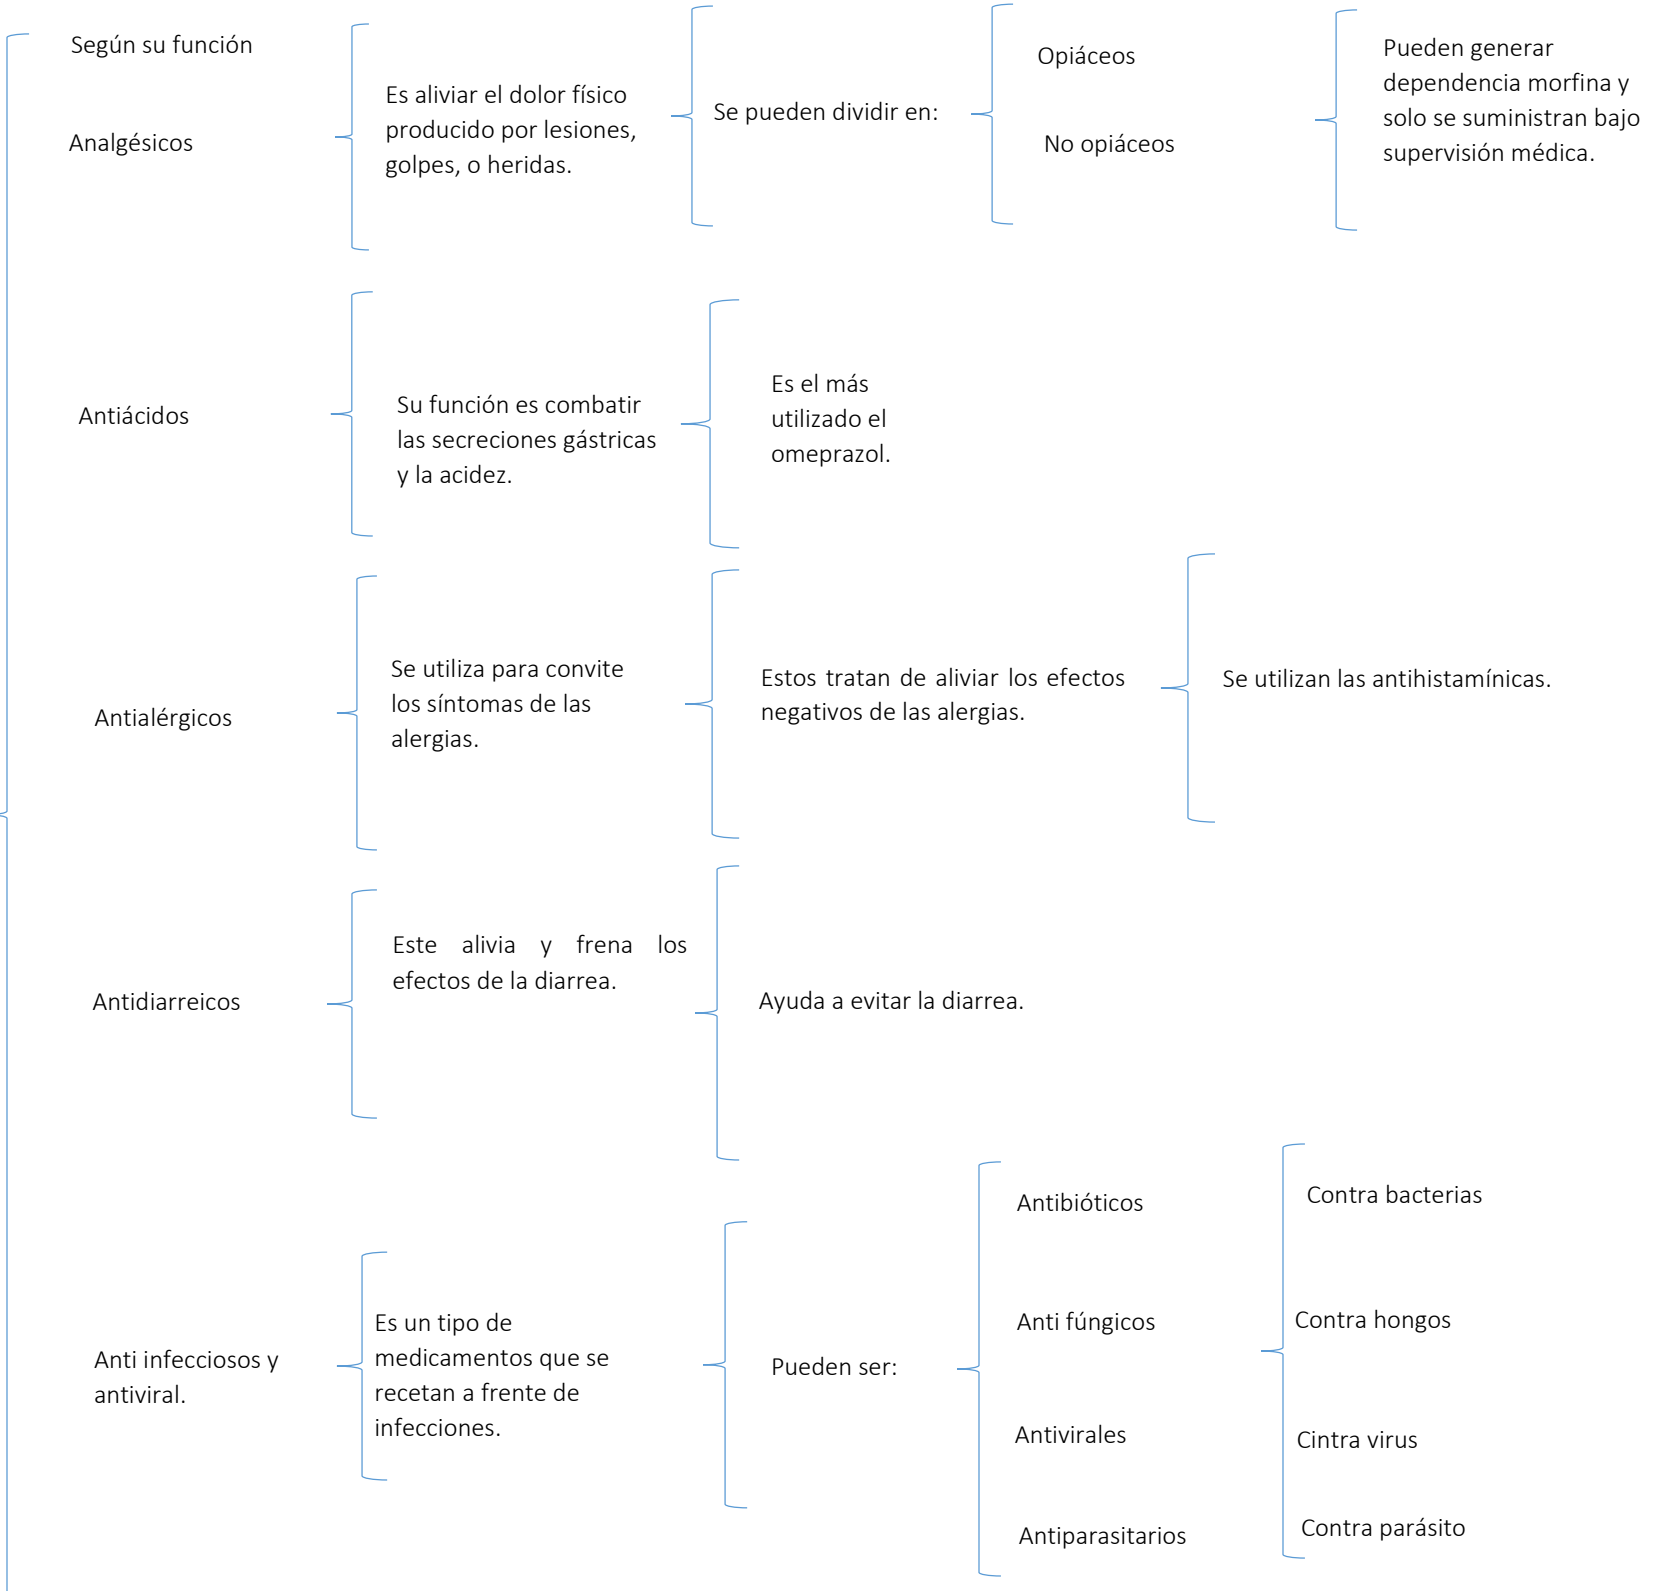 Según su función
Analgésicos
Es aliviar el dolor físico
producido por lesiones,
golpes, o heridas.
Se pueden dividir en:
Opiáceos
No opiáceos
Pueden generar
dependencia morfina y
solo se suministran bajo
supervisión médica.
Antiácidos
Su función es combatir
las secreciones gástricas
y la acidez.
Es el más
utilizado el
omeprazol.
Antialérgicos
Se utiliza para convite
los síntomas de las
alergias.
Estos tratan de aliviar los efectos
negativos de las alergias.
Se utilizan las antihistamínicas.
Antidiarreicos
Este alivia y frena los
efectos de la diarrea.
Ayuda a evitar la diarrea.
Anti infecciosos y
antiviral.
Es un tipo de
medicamentos que se
recetan a frente de
infecciones.
Pueden ser:
Antibióticos
Anti fúngicos
Antivirales
Antiparasitarios
Contra bacterias
Contra hongos
Cintra virus
Contra parásito